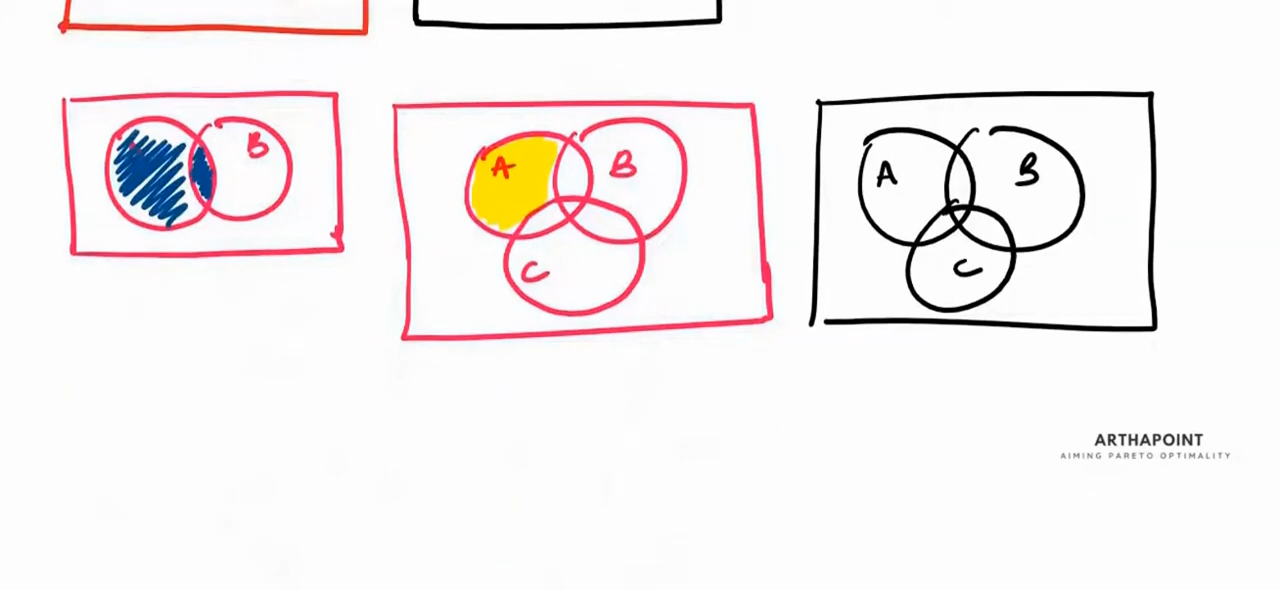 B
A B
C
A B
C
ARTHAPOINT
AIMING PARETO OPTIMALITY